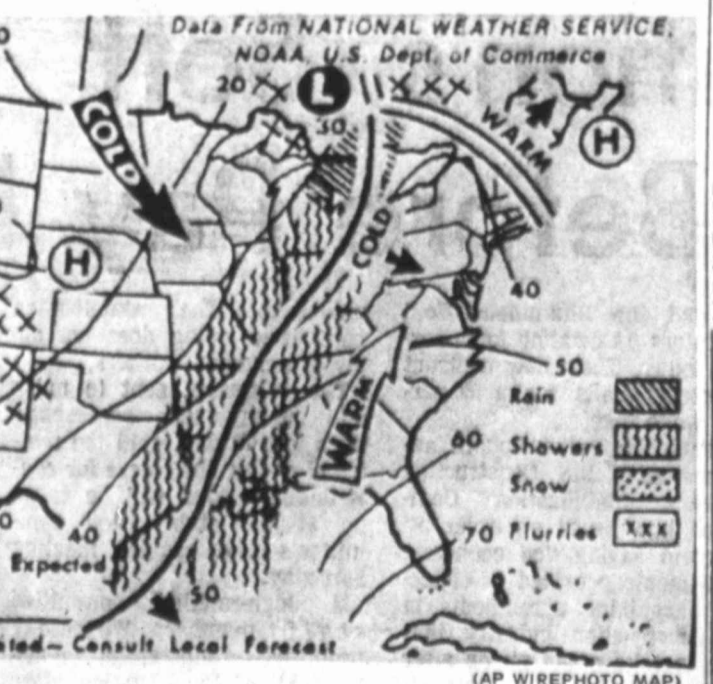 Data From NATIONAL WEATHER SERVICE,
NOAA, U.S. Dept. of Commerce
20
L
COLD
30
WARM
H
COLD
H
40
50
WARM
Rain
60
Showers
Snow
40
70
Flurries
XXX
Expected
50
Consult Local Forecast
(AP WIREPHOTO MAP)